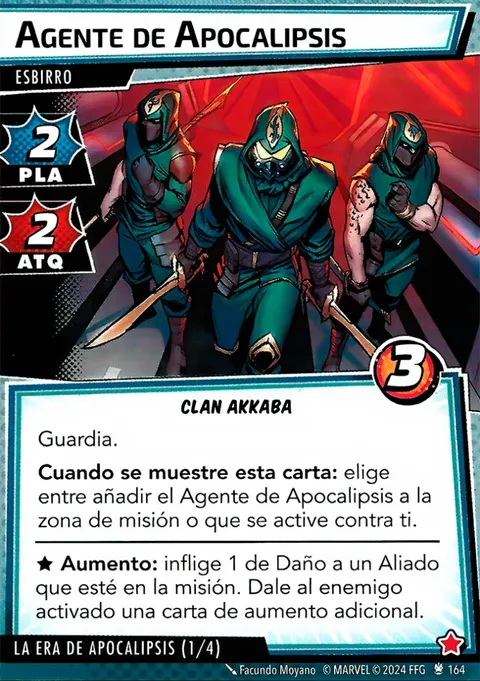 AGENTE DE APOCALIPSIS
ESBIRRO
2
PLA
2
ATQ
3
CLAN AKKABA
Guardia.
Cuando se muestre esta carta: elige
entre añadir el Agente de Apocalipsis a la
zona de misión o que se active contra ti.
★ Aumento: inflige 1 de Daño a un Aliado
que esté en la misión. Dale al enemigo
activado una carta de aumento adicional.
LA ERA DE APOCALIPSIS (1/4)
Facundo Moyano © MARVEL © 2024 FFG 164